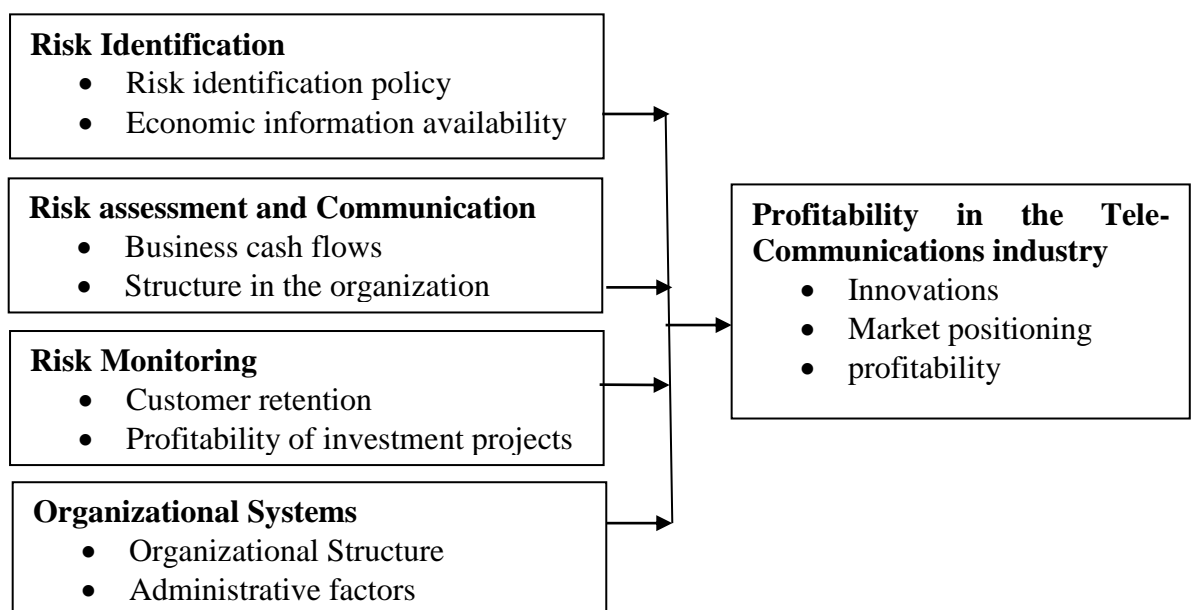 Risk Identification
• Risk identification policy
• Economic information availability
Risk assessment and Communication
• Business cash flows
• Structure in the organization
Risk Monitoring
• Customer retention
• Profitability of investment projects
Organizational Systems
• Organizational Structure
• Administrative factors
Profitability in the Tele-
Communications industry
• Innovations
• Market positioning
• profitability